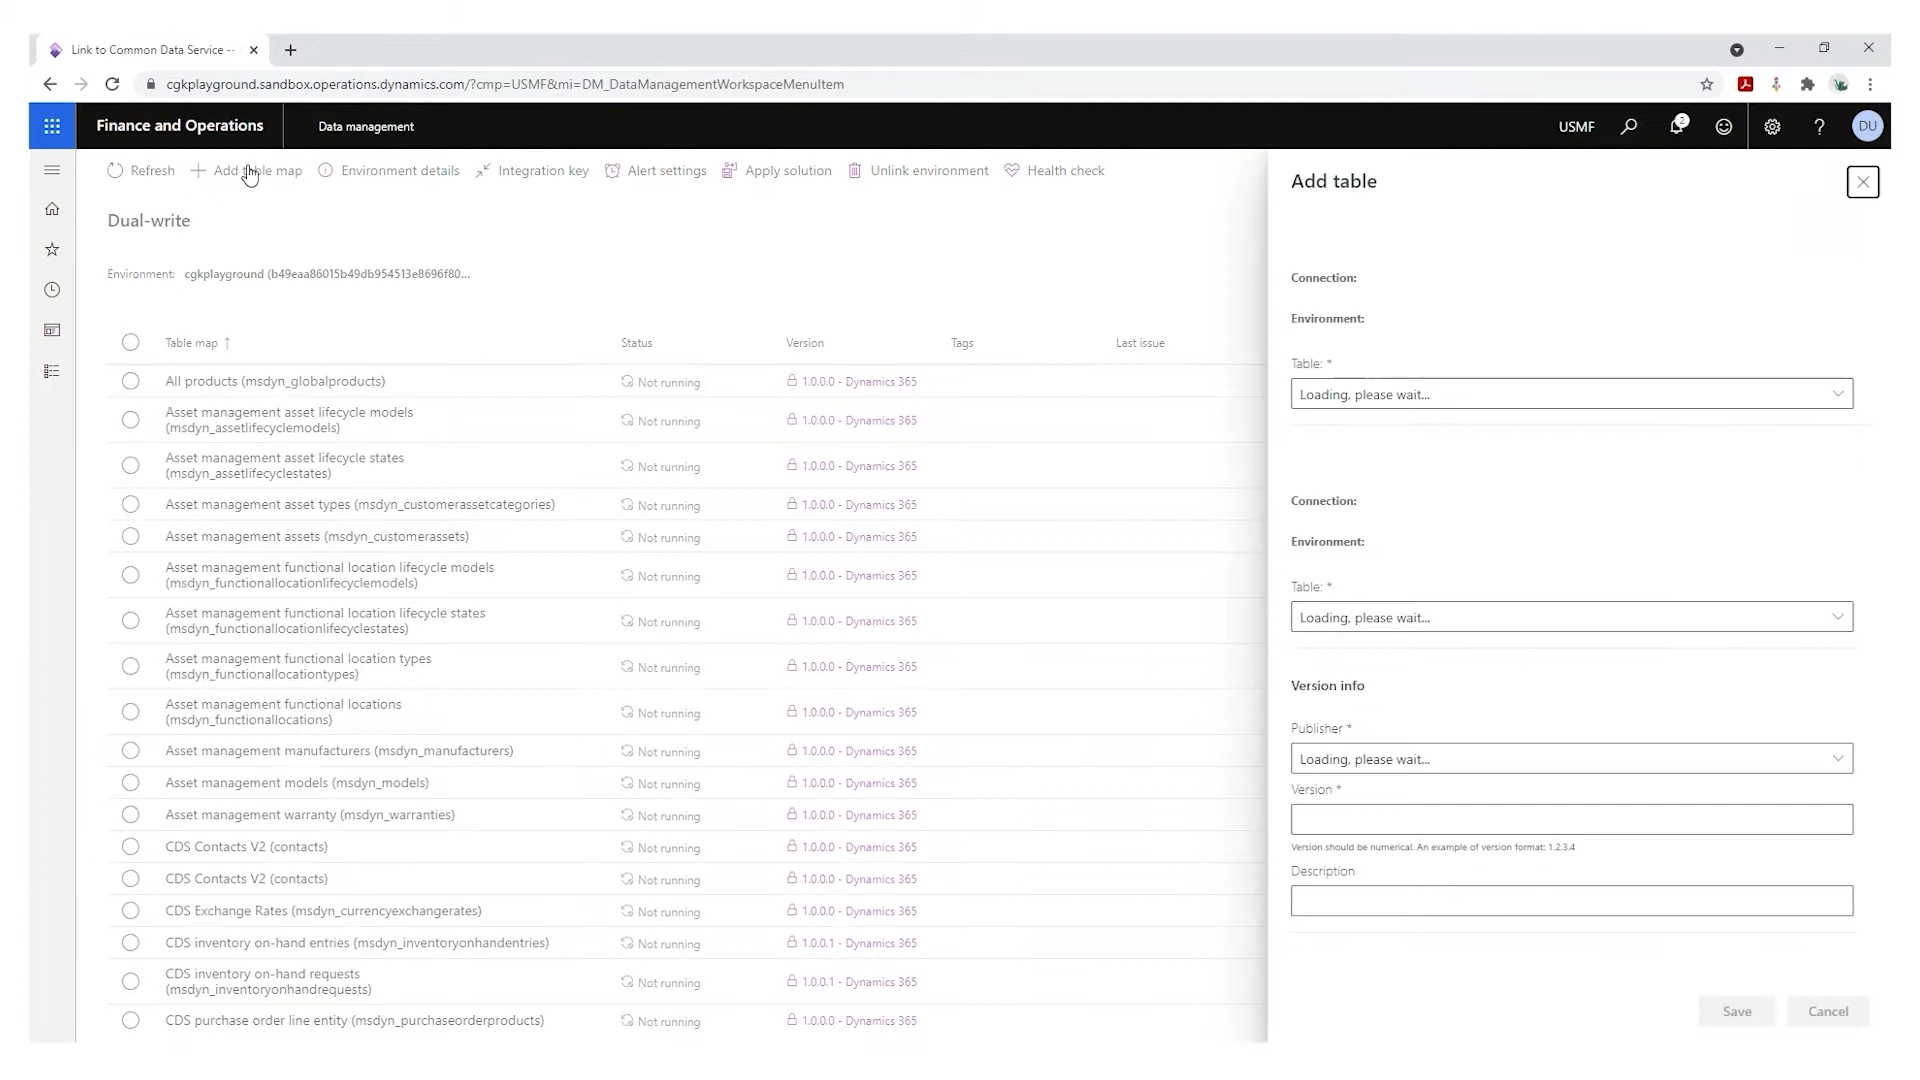 Link to Common Data Service --
cgkplayground.sandbox.operations.dynamics.com/?cmp=USMF&mi=DM_DataManagementWorkspaceMenuItem
Finance and Operations
Data management
USMF
2
DU
Refresh
Add table map
Environment details
Integration key
Alert settings
Apply solution
Unlink environment
Health check
Dual-write
Environment: cgkplayground (b49eaa86015b49db954513e8696f80...
Table map ↑ Status Version Tags Last issue
All products (msdyn_globalproducts) Not running 1.0.0.0 - Dynamics 365
Asset management asset lifecycle models
(msdyn_assetlifecyclemodels) Not running 1.0.0.0 - Dynamics 365
Asset management asset lifecycle states
(msdyn_assetlifecyclestates) Not running 1.0.0.0 - Dynamics 365
Asset management asset types (msdyn_customerassetcategories) Not running 1.0.0.0 - Dynamics 365
Asset management assets (msdyn_customerassets) Not running 1.0.0.0 - Dynamics 365
Asset management functional location lifecycle models
(msdyn_functionallocationlifecyclemodels) Not running 1.0.0.0 - Dynamics 365
Asset management functional location lifecycle states
(msdyn_functionallocationlifecyclestates) Not running 1.0.0.0 - Dynamics 365
Asset management functional location types
(msdyn_functionallocationtypes) Not running 1.0.0.0 - Dynamics 365
Asset management functional locations
(msdyn_functionallocations) Not running 1.0.0.0 - Dynamics 365
Asset management manufacturers (msdyn_manufacturers) Not running 1.0.0.0 - Dynamics 365
Asset management models (msdyn_models) Not running 1.0.0.0 - Dynamics 365
Asset management warranty (msdyn_warranties) Not running 1.0.0.0 - Dynamics 365
CDS Contacts V2 (contacts) Not running 1.0.0.0 - Dynamics 365
CDS Contacts V2 (contacts) Not running 1.0.0.0 - Dynamics 365
CDS Exchange Rates (msdyn_currencyexchangerates) Not running 1.0.0.0 - Dynamics 365
CDS inventory on-hand entries (msdyn_inventoryonhandentries) Not running 1.0.0.1 - Dynamics 365
CDS inventory on-hand requests
(msdyn_inventoryonhandrequests) Not running 1.0.0.1 - Dynamics 365
CDS purchase order line entity (msdyn_purchaseorderproducts) Not running 1.0.0.0 - Dynamics 365
Add table
Connection:
Environment:
Table: *
Loading, please wait...
Connection:
Environment:
Table: *
Loading, please wait...
Version info
Publisher *
Loading, please wait...
Version *
Version should be numerical. An example of version format: 1.2.3.4
Description
Save
Cancel